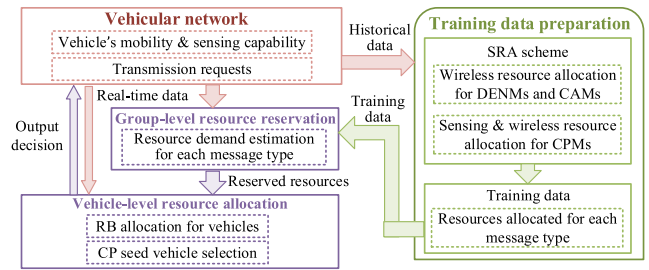 Vehicular network
Vehicle's mobility & sensing capability
Transmission requests
Historical
data
Training data preparation
SRA scheme
Wireless resource allocation
for DENMs and CAMs
Sensing & wireless resource
allocation for CPMs
Training data
Resources allocated for each
message type
Real-time data
Output
decision
Training
data
Group-level resource reservation
Resource demand estimation
for each message type
Reserved resources
Vehicle-level resource allocation
RB allocation for vehicles
CP seed vehicle selection